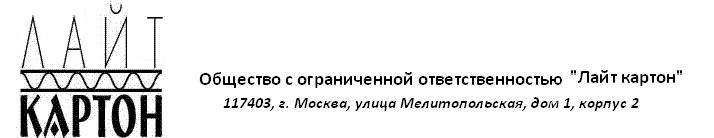 ЛАЙТ
КАРТОН
Общество с ограниченной ответственностью "Лайт картон"
117403, г. Москва, улица Мелитопольская, дом 1, корпус 2